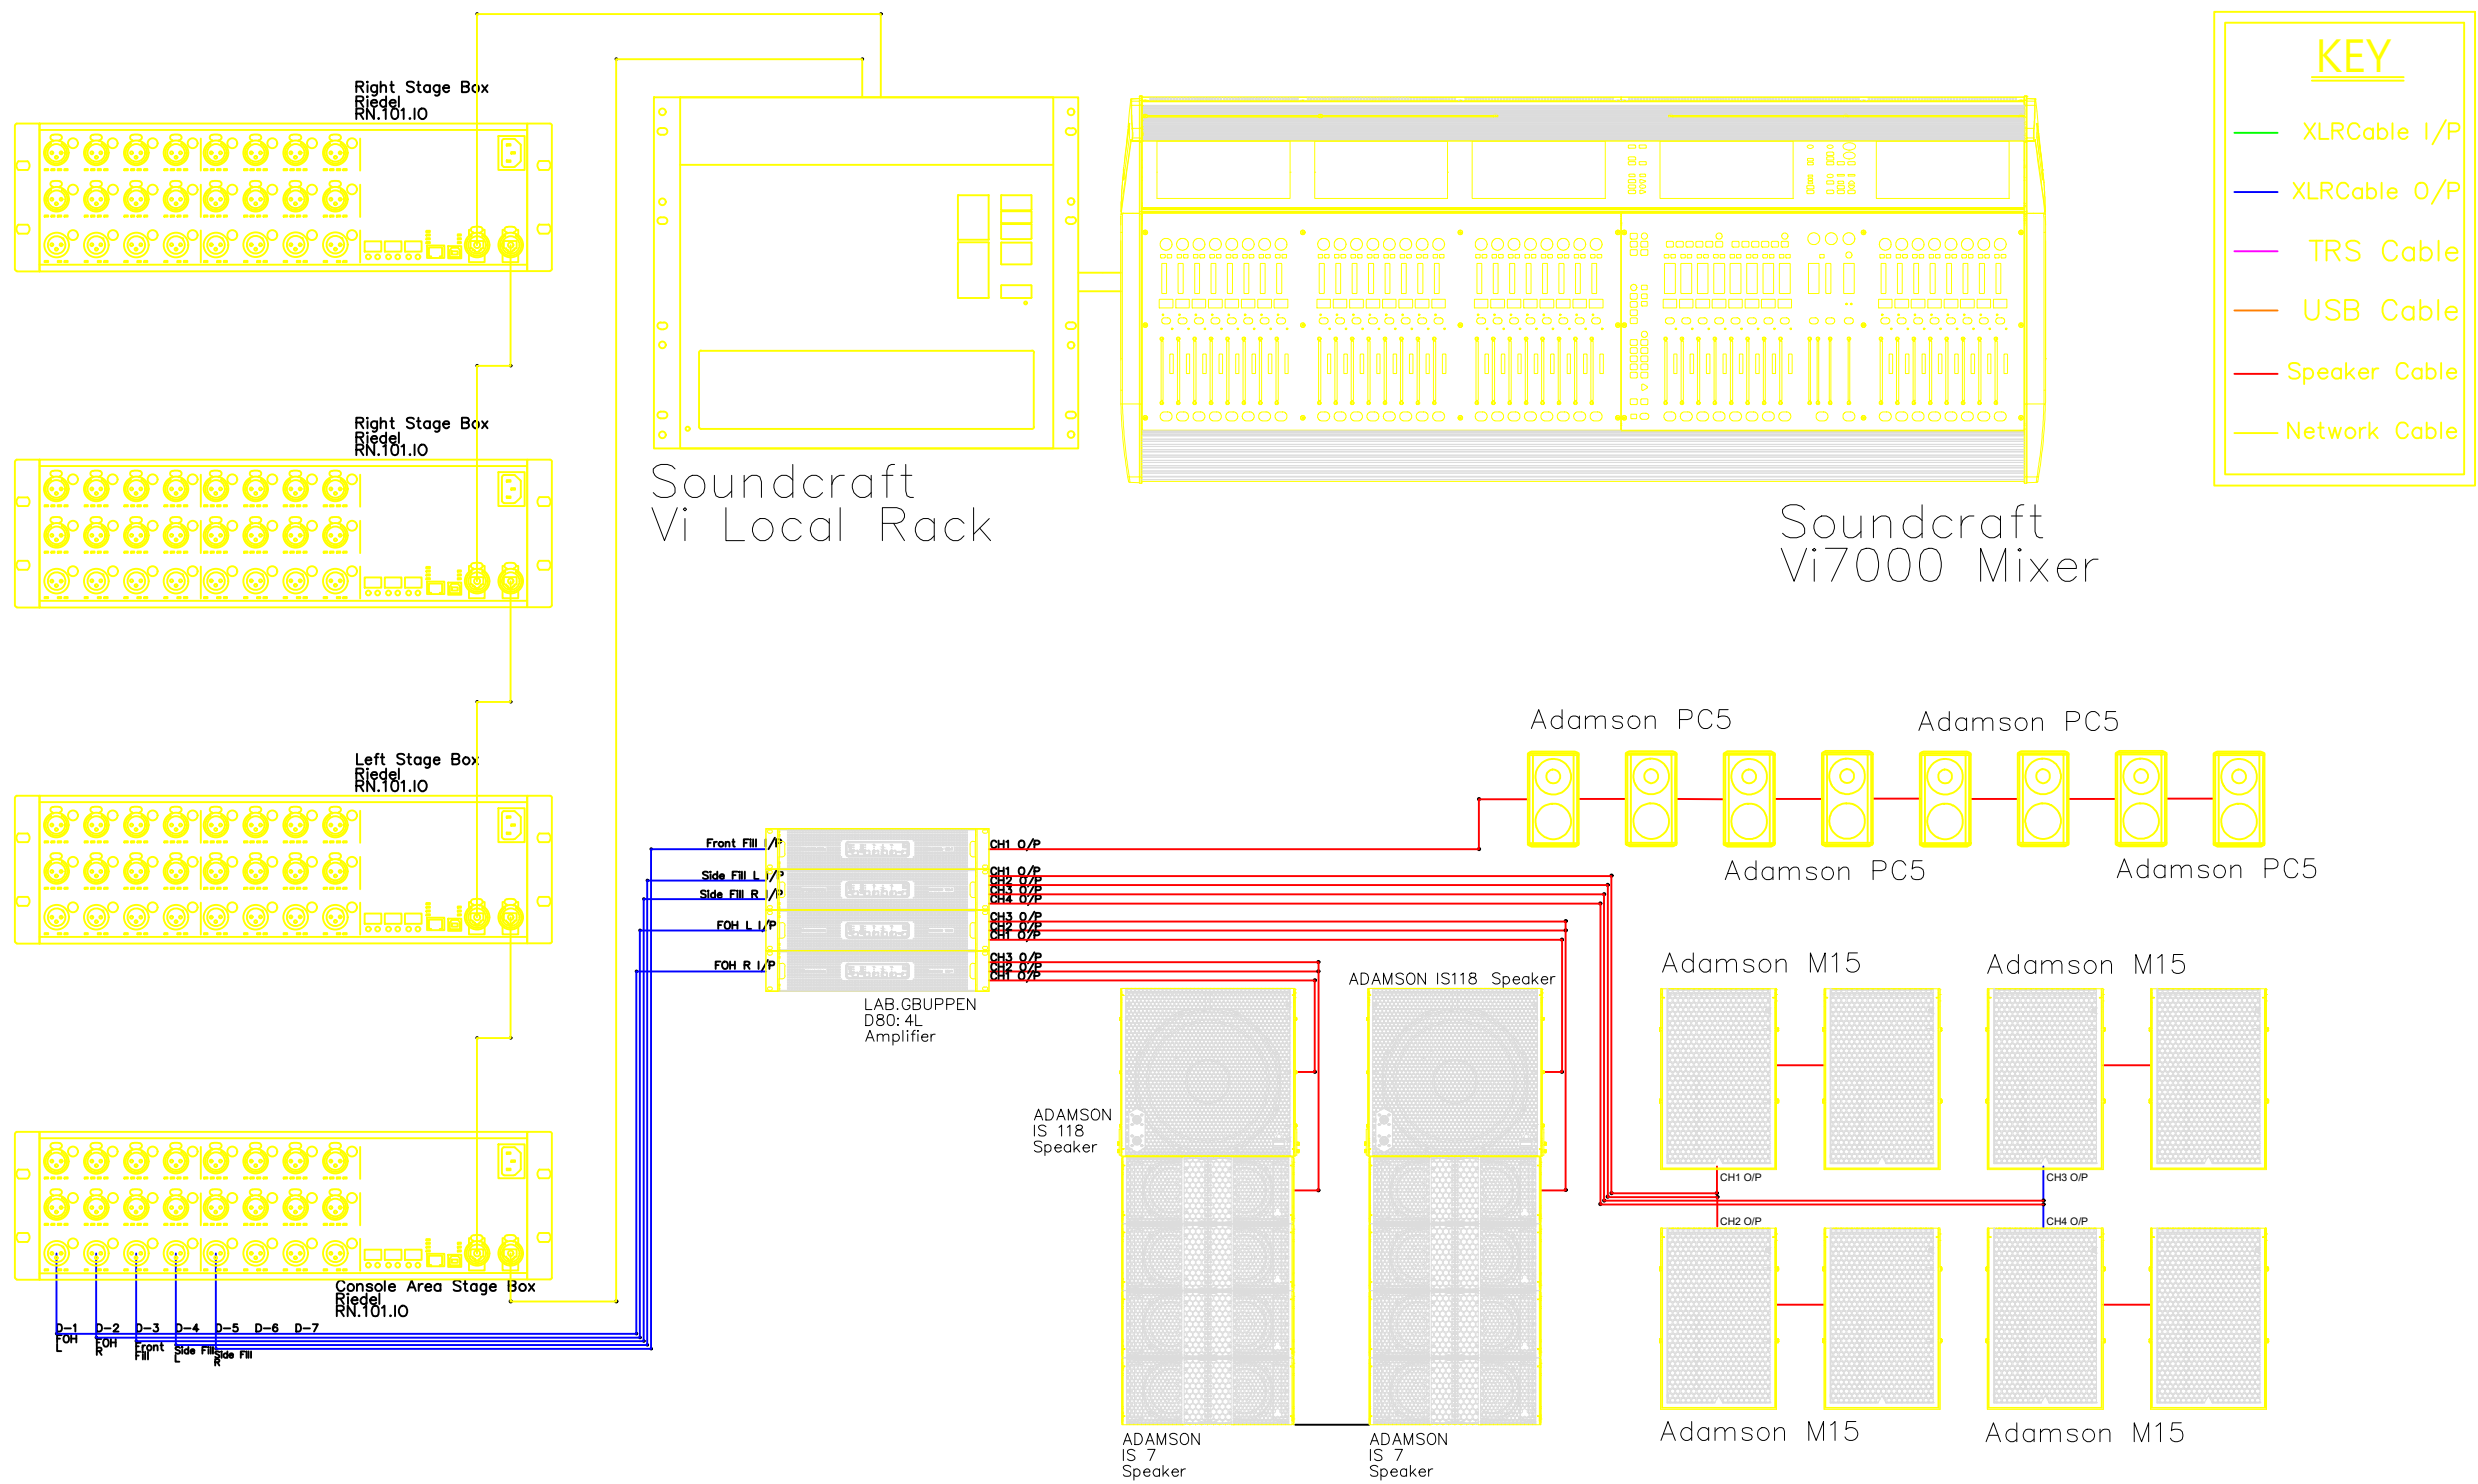 Right Stage Box
Riedel
RN.101.IO
Right Stage Box
Riedel
RN.101.IO
Left Stage Box
Riedel
RN.101.IO
Console Area Stage Box
Riedel
RN.101.IO
D-1 D-2 D-3 D-4 D-5 D-6 D-7
FOH
L
FOH
R
Front
Fill
Side Fill
L
Side Fill
R
Soundcraft
Vi Local Rack
Soundcraft
Vi7000 Mixer
KEY
XLRCable I/P
XLRCable O/P
TRS Cable
USB Cable
Speaker Cable
Network Cable
Front Fill I/P
Side Fill L I/P
Side Fill R I/P
FOH L I/P
FOH R I/P
CH1 O/P
CH1 O/P
CH2 O/P
CH3 O/P
CH4 O/P
CH3 O/P
CH2 O/P
CH1 O/P
CH3 O/P
CH2 O/P
CH1 O/P
LAB.GBUPPEN
D80:4L
Amplifier
Adamson PC5
Adamson PC5
Adamson PC5
Adamson PC5
ADAMSON IS118 Speaker
ADAMSON
IS 118
Speaker
ADAMSON
IS 7
Speaker
ADAMSON
IS 7
Speaker
Adamson M15
Adamson M15
CH1 O/P
CH3 O/P
CH2 O/P
CH4 O/P
Adamson M15
Adamson M15